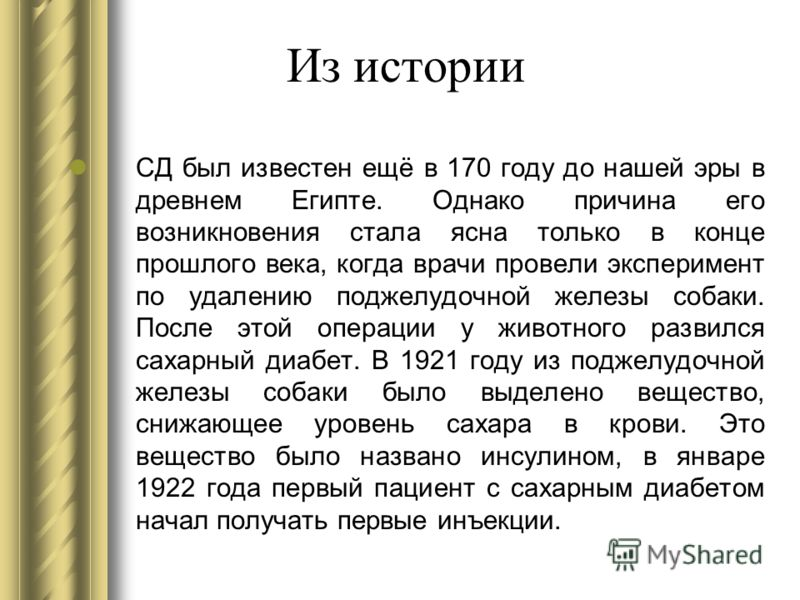 Из истории
СД был известен ещё в 170 году до нашей эры в
древнем Египте. Однако причина его
возникновения стала ясна только в конце
прошлого века, когда врачи провели эксперимент
по удалению поджелудочной железы собаки.
После этой операции у животного развился
сахарный диабет. В 1921 году из поджелудочной
железы собаки было выделено вещество,
снижающее уровень сахара в крови. Это
вещество было названо инсулином, в январе
1922 года первый пациент с сахарным диабетом
начал получать первые инъекции.
MyShared